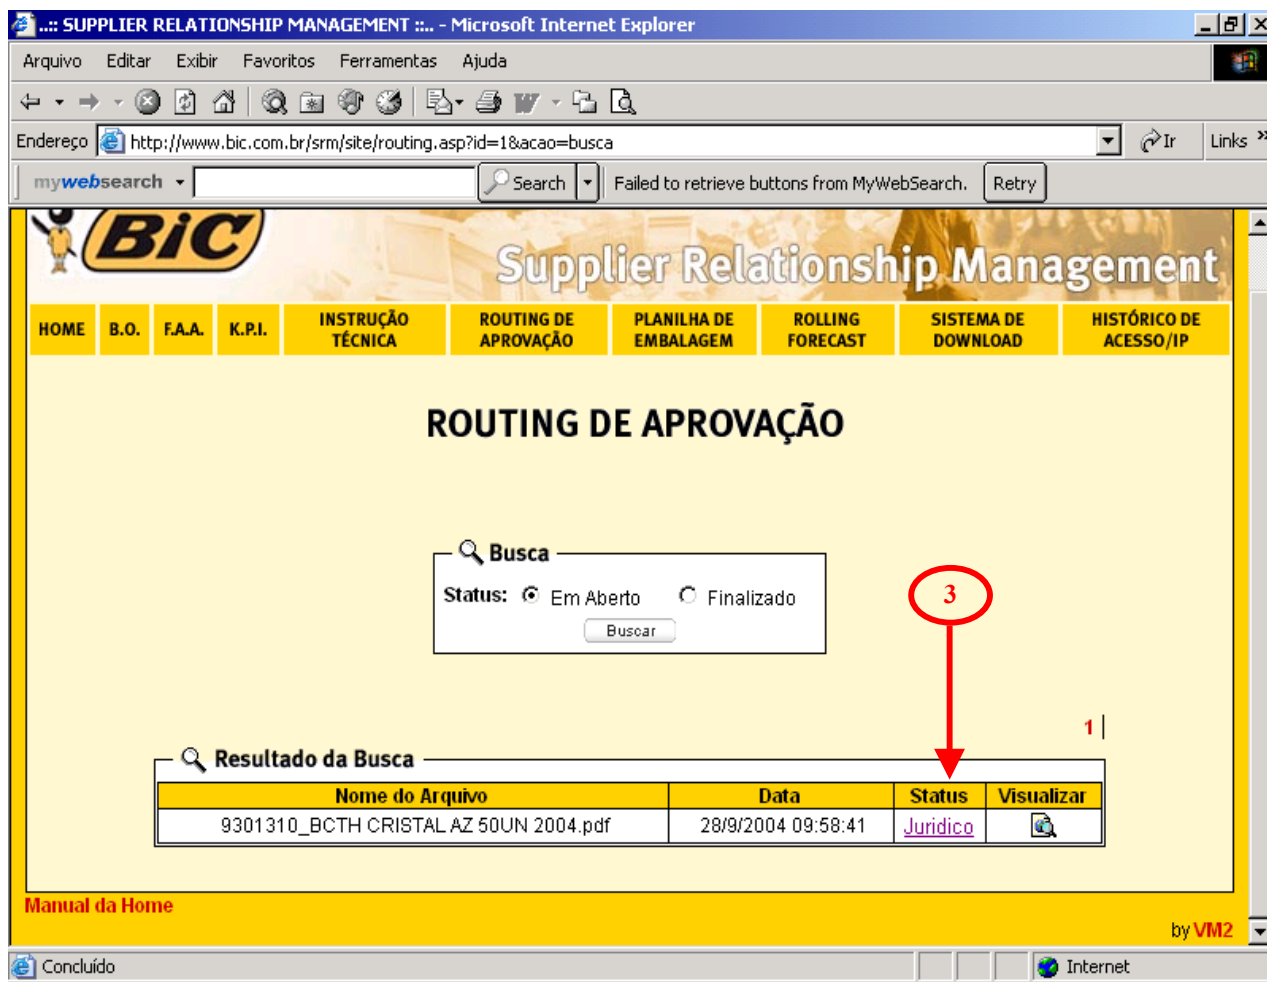 ..:: SUPPLIER RELATIONSHIP MANAGEMENT ::... - Microsoft Internet Explorer
Arquivo Editar Exibir Favoritos Ferramentas Ajuda
Endereço http://www.bic.com.br/srm/site/routing.asp?id=1&acao=busca Ir Links »
mywebsearch Search Failed to retrieve buttons from MyWebSearch. Retry
BiC
Supplier Relationship Management
HOME B.O. F.A.A. K.P.I. INSTRUÇÃO TÉCNICA ROUTING DE APROVAÇÃO PLANILHA DE EMBALAGEM ROLLING FORECAST SISTEMA DE DOWNLOAD HISTÓRICO DE ACESSO/IP
ROUTING DE APROVAÇÃO
Busca
Status: Em Aberto Finalizado
3
Buscar
1
Resultado da Busca
Nome do Arquivo Data Status Visualizar
9301310_BCTH CRISTAL AZ 50UN 2004.pdf 28/9/2004 09:58:41 Juridico
Manual da Home
by VM2
Concluído Internet